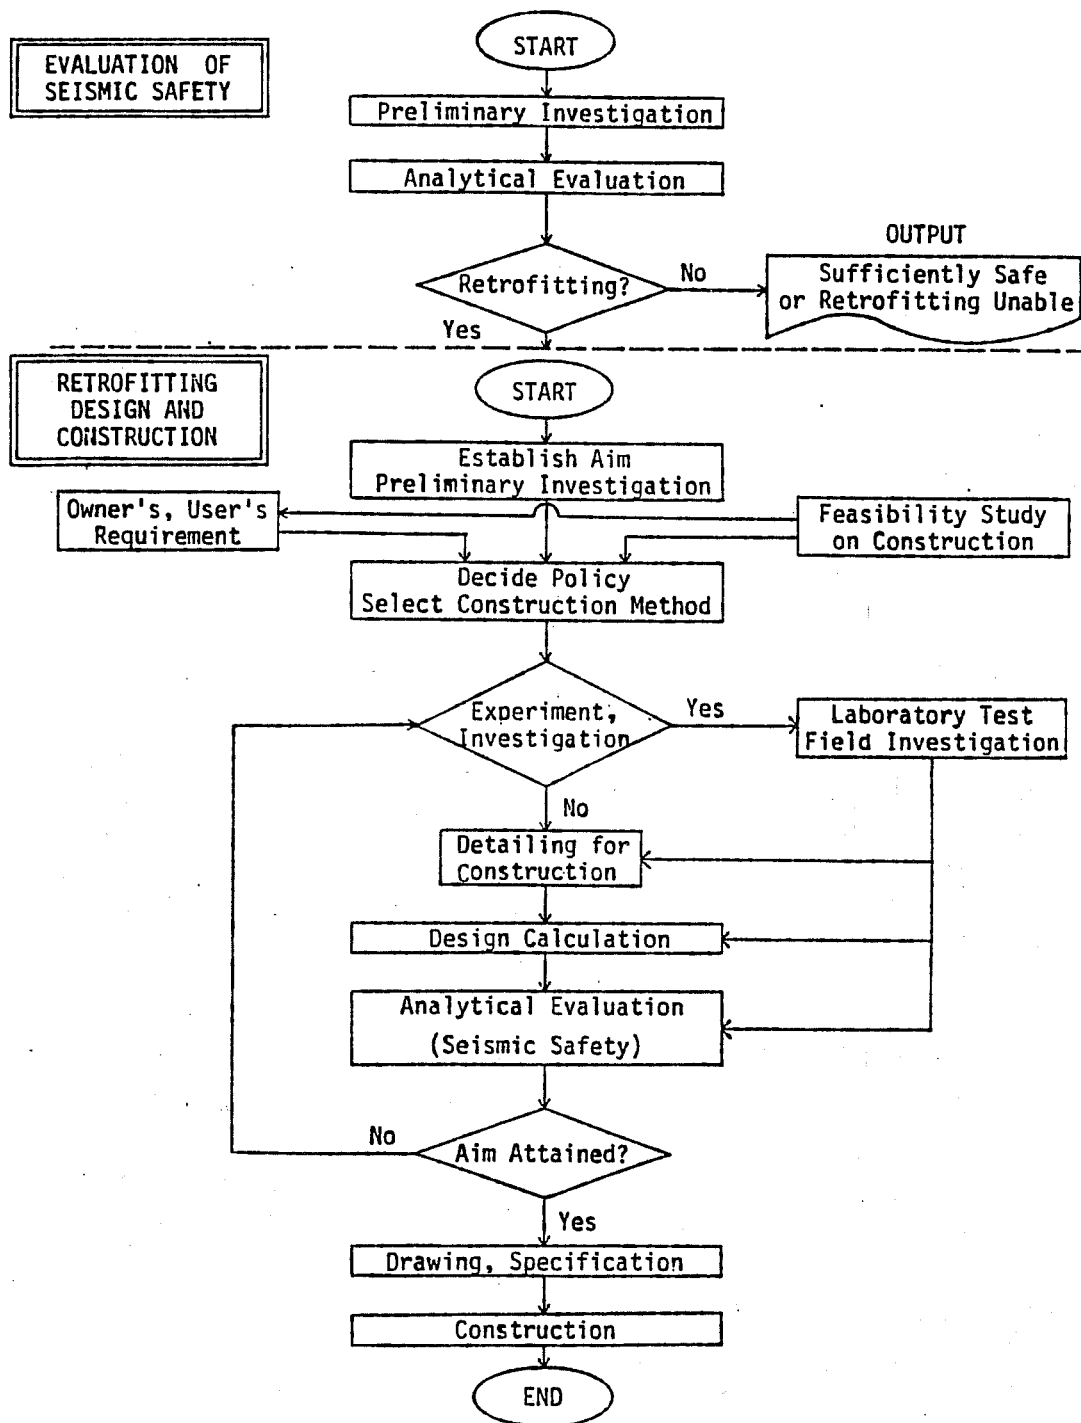 START
EVALUATION OF
SEISMIC SAFETY
Preliminary Investigation
Analytical Evaluation
OUTPUT
Retrofitting?
No
Sufficiently Safe
or Retrofitting Unable
Yes
RETROFITTING
DESIGN AND
CONSTRUCTION
START
Establish Aim
Preliminary Investigation
Owner's, User's
Requirement
Feasibility Study
on Construction
Decide Policy
Select Construction Method
Experiment,
Investigation
Yes
Laboratory Test
Field Investigation
No
Detailing for
Construction
Design Calculation
Analytical Evaluation
(Seismic Safety)
No
Aim Attained?
Yes
Drawing, Specification
Construction
END